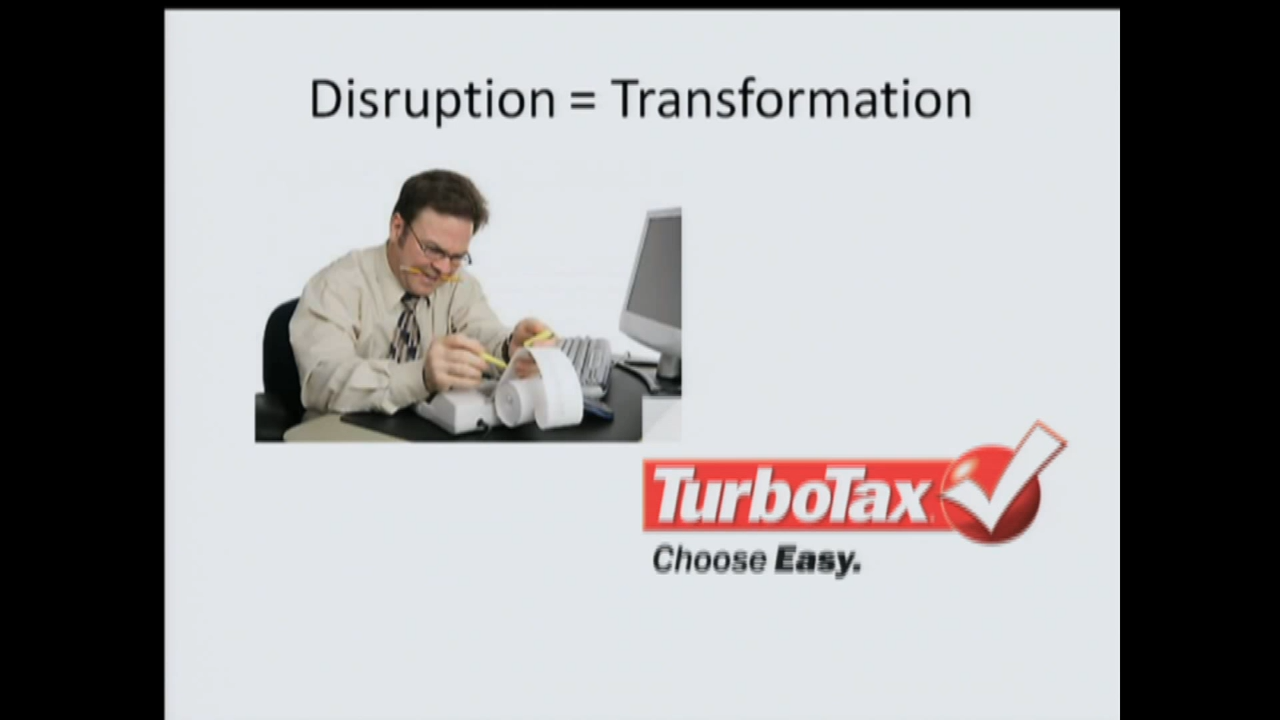 Disruption = Transformation
TurboTax
Choose Easy.